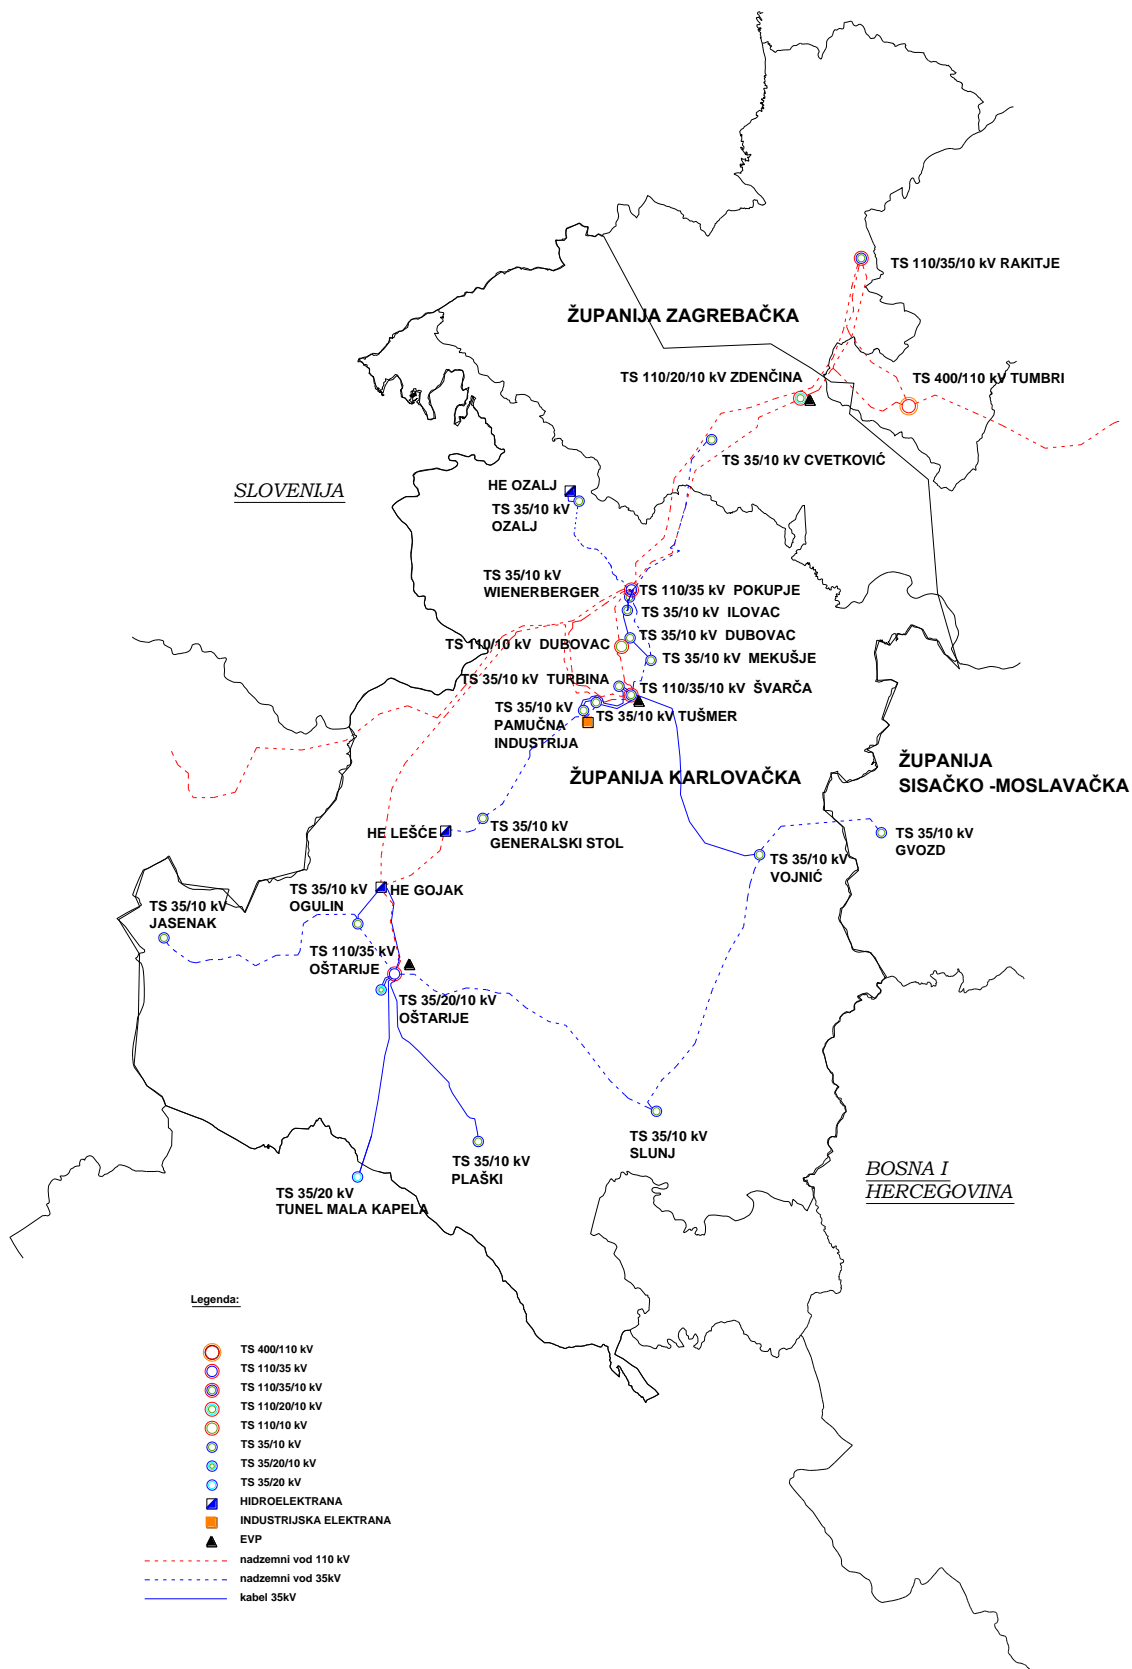 TS 110/35/10 kV RAKITJE
ŽUPANIJA ZAGREBAČKA
TS 110/20/10 kV ZDENČINA
TS 400/110 kV TUMBRI
TS 35/10 kV CVETKOVIĆ
SLOVENIJA
HE OZALJ
TS 35/10 kV
OZALJ
TS 35/10 kV
WIENERBERGER
TS 110/35 kV POKUPJE
TS 35/10 kV ILOVAC
TS 35/10 kV DUBOVAC
TS 110/10 kV DUBOVAC
TS 35/10 kV MEKUŠJE
TS 35/10 kV TURBINA
TS 110/35/10 kV ŠVARČA
TS 35/10 kV
PAMUČNA
INDUSTRIJA
TS 35/10 kV TUŠMER
ŽUPANIJA KARLOVAČKA
ŽUPANIJA
SISAČKO -MOSLAVAČKA
HE LEŠĆE
TS 35/10 kV
GENERALSKI STOL
TS 35/10 kV
GVOZD
TS 35/10 kV
VOJNIĆ
TS 35/10 kV
OGULIN
HE GOJAK
TS 35/10 kV
JASENAK
TS 110/35 kV
OŠTARIJE
TS 35/20/10 kV
OŠTARIJE
TS 35/10 kV
SLUNJ
TS 35/10 kV
PLAŠKI
TS 35/20 kV
TUNEL MALA KAPELA
BOSNA I
HERCEGOVINA
Legenda:
TS 400/110 kV
TS 110/35 kV
TS 110/35/10 kV
TS 110/20/10 kV
TS 110/10 kV
TS 35/10 kV
TS 35/20/10 kV
TS 35/20 kV
HIDROELEKTRANA
INDUSTRIJSKA ELEKTRANA
EVP
nadzemni vod 110 kV
nadzemni vod 35kV
kabel 35kV